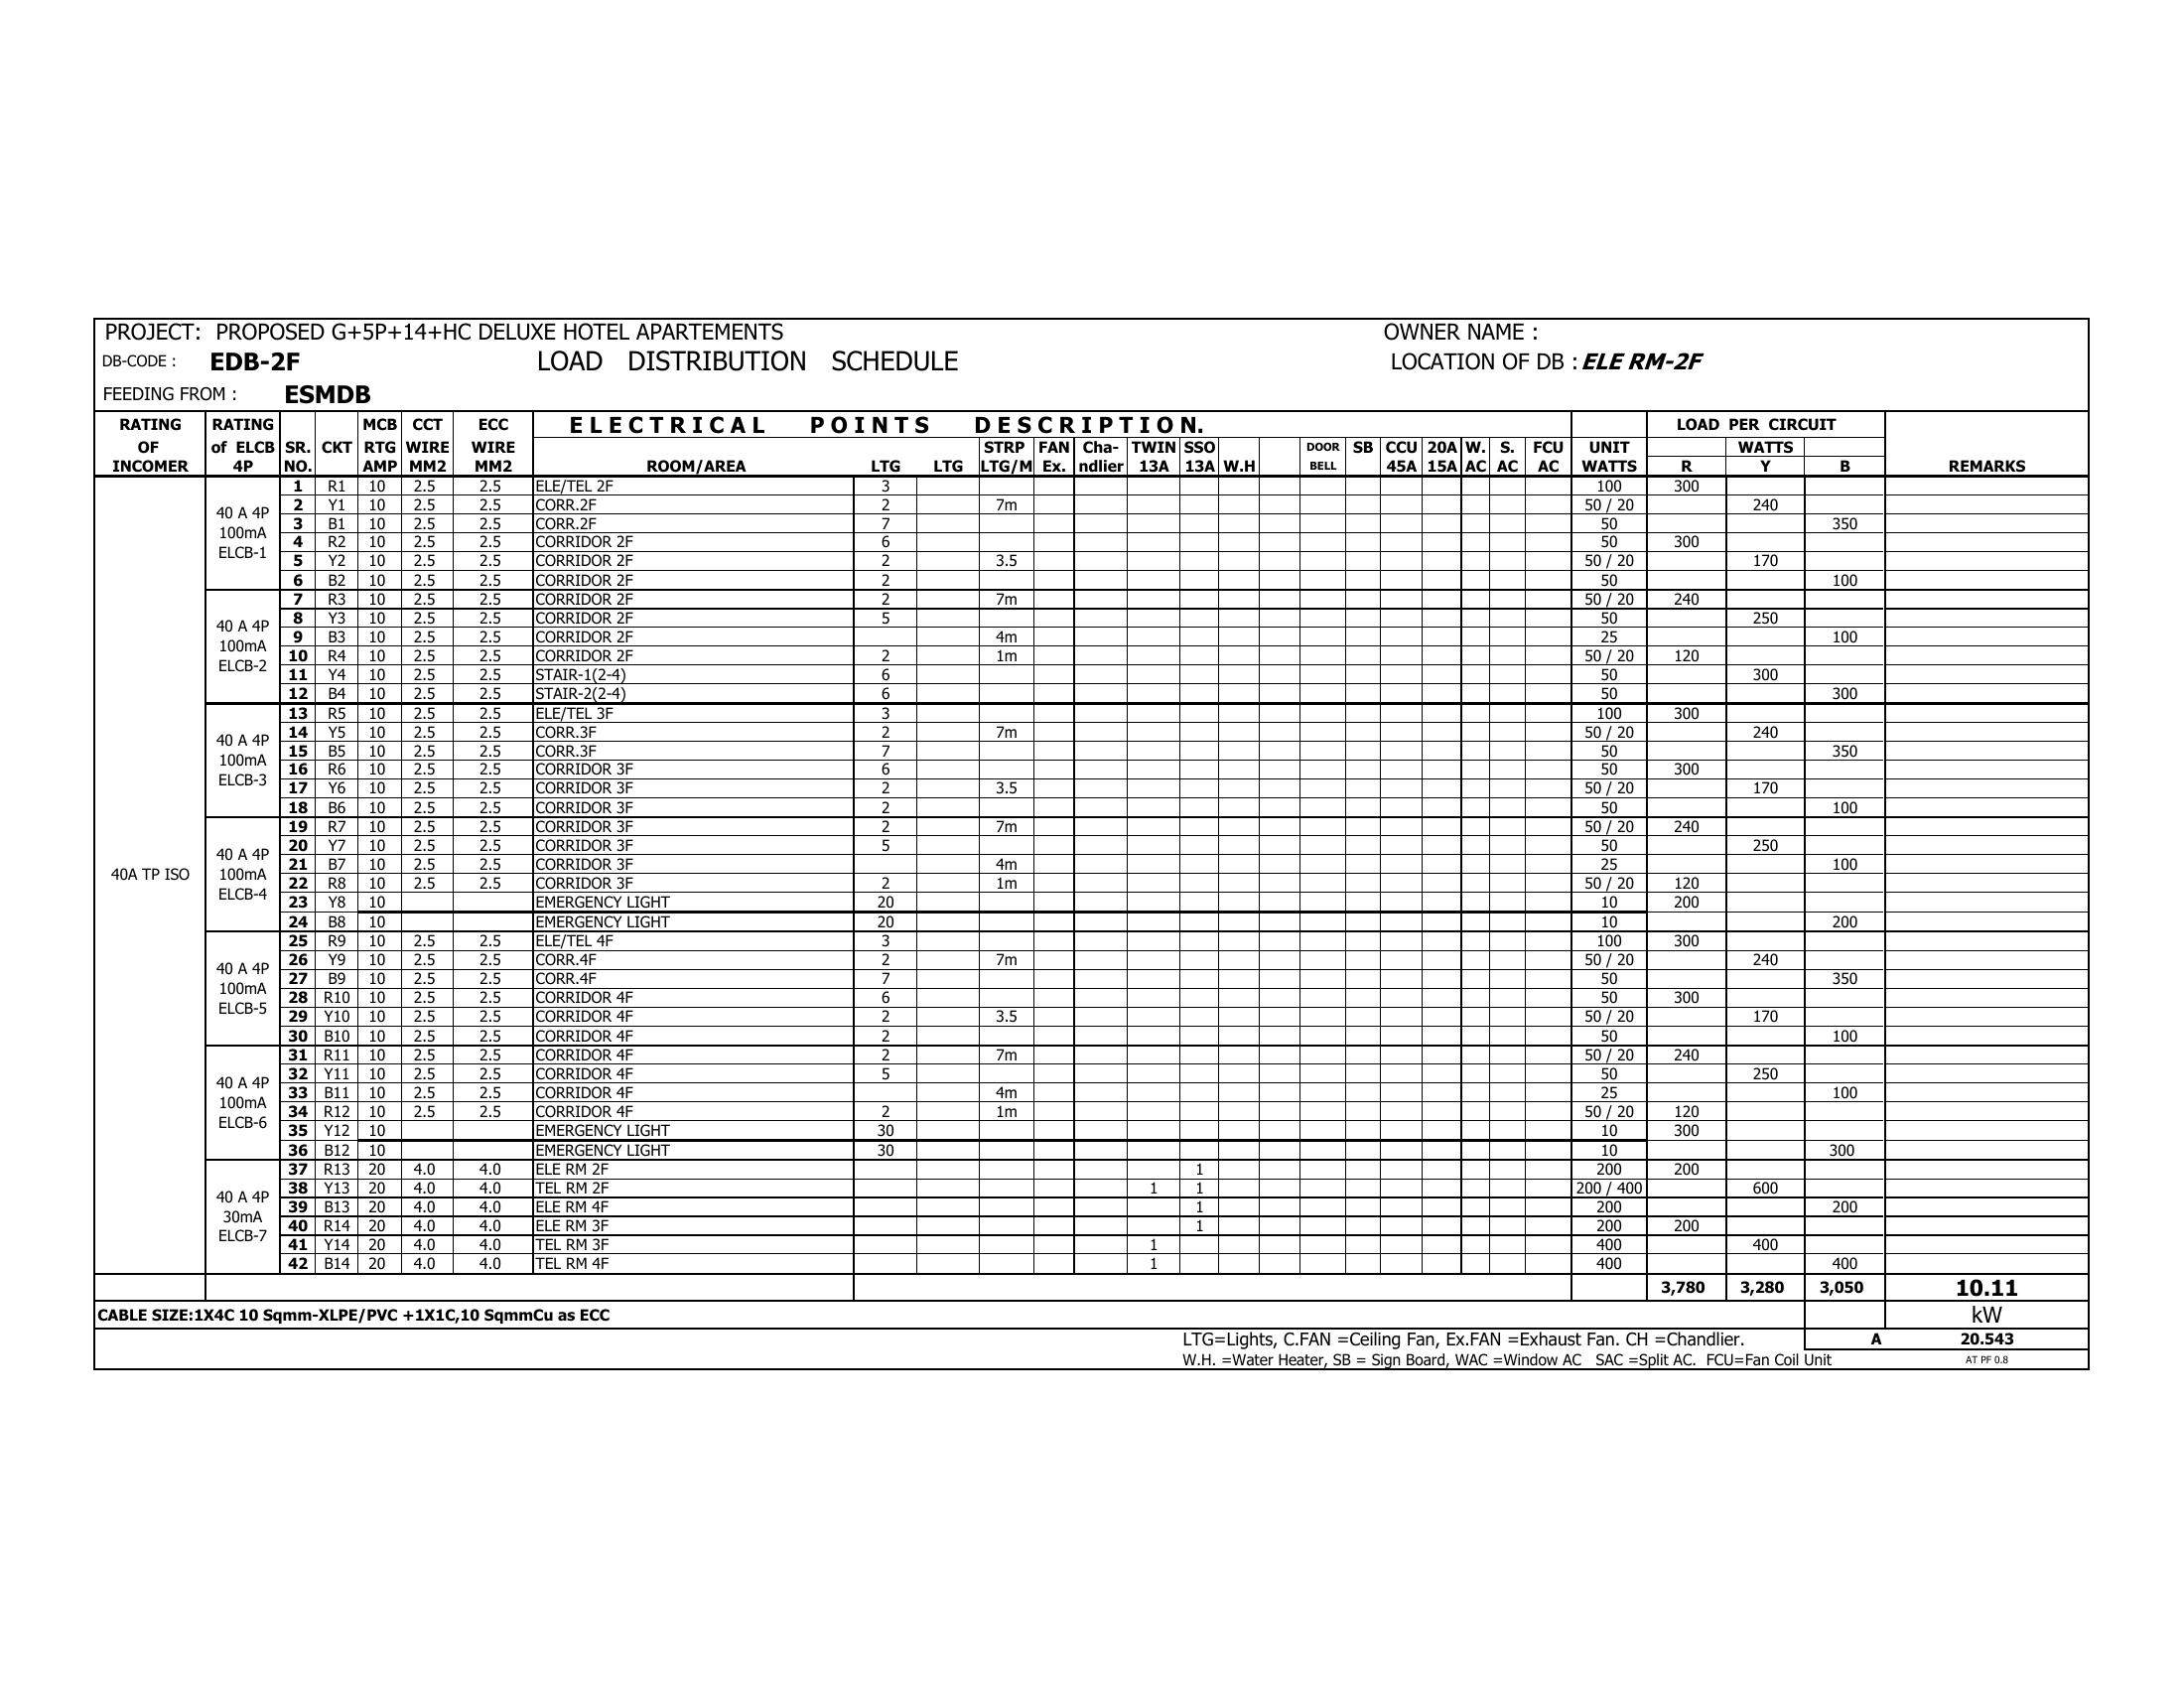 PROJECT: PROPOSED G+5P+14+HC DELUXE HOTEL APARTEMENTS OWNER NAME :
DB-CODE : EDB-2F LOAD DISTRIBUTION SCHEDULE LOCATION OF DB : ELE RM-2F
FEEDING FROM : ESMDB
RATING RATING MCB CCT ECC ELECTRICAL POINTS DESCRIPTION. LOAD PER CIRCUIT
OF of ELCB SR. CKT RTG WIRE WIRE STRP FAN Cha- TWIN SSO DOOR SB CCU 20A W. S. FCU UNIT WATTS
INCOMER 4P NO. AMP MM2 MM2 ROOM/AREA LTG LTG LTG/M Ex. ndlier 13A 13A W.H BELL 45A 15A AC AC AC WATTS R Y B REMARKS
40A TP ISO
40 A 4P
100mA
ELCB-1
1 R1 10 2.5 2.5 ELE/TEL 2F 3 100 300
2 Y1 10 2.5 2.5 CORR.2F 2 7m 50 / 20 240
3 B1 10 2.5 2.5 CORR.2F 7 50 350
4 R2 10 2.5 2.5 CORRIDOR 2F 6 50 300
5 Y2 10 2.5 2.5 CORRIDOR 2F 2 3.5 50 / 20 170
6 B2 10 2.5 2.5 CORRIDOR 2F 2 50 100
40 A 4P
100mA
ELCB-2
7 R3 10 2.5 2.5 CORRIDOR 2F 2 7m 50 / 20 240
8 Y3 10 2.5 2.5 CORRIDOR 2F 5 50 250
9 B3 10 2.5 2.5 CORRIDOR 2F 4m 25 100
10 R4 10 2.5 2.5 CORRIDOR 2F 2 1m 50 / 20 120
11 Y4 10 2.5 2.5 STAIR-1(2-4) 6 50 300
12 B4 10 2.5 2.5 STAIR-2(2-4) 6 50 300
40 A 4P
100mA
ELCB-3
13 R5 10 2.5 2.5 ELE/TEL 3F 3 100 300
14 Y5 10 2.5 2.5 CORR.3F 2 7m 50 / 20 240
15 B5 10 2.5 2.5 CORR.3F 7 50 350
16 R6 10 2.5 2.5 CORRIDOR 3F 6 50 300
17 Y6 10 2.5 2.5 CORRIDOR 3F 2 3.5 50 / 20 170
18 B6 10 2.5 2.5 CORRIDOR 3F 2 50 100
40 A 4P
100mA
ELCB-4
19 R7 10 2.5 2.5 CORRIDOR 3F 2 7m 50 / 20 240
20 Y7 10 2.5 2.5 CORRIDOR 3F 5 50 250
21 B7 10 2.5 2.5 CORRIDOR 3F 4m 25 100
22 R8 10 2.5 2.5 CORRIDOR 3F 2 1m 50 / 20 120
23 Y8 10 EMERGENCY LIGHT 20 10 200
24 B8 10 EMERGENCY LIGHT 20 10 200
40 A 4P
100mA
ELCB-5
25 R9 10 2.5 2.5 ELE/TEL 4F 3 100 300
26 Y9 10 2.5 2.5 CORR.4F 2 7m 50 / 20 240
27 B9 10 2.5 2.5 CORR.4F 7 50 350
28 R10 10 2.5 2.5 CORRIDOR 4F 6 50 300
29 Y10 10 2.5 2.5 CORRIDOR 4F 2 3.5 50 / 20 170
30 B10 10 2.5 2.5 CORRIDOR 4F 2 50 100
40 A 4P
100mA
ELCB-6
31 R11 10 2.5 2.5 CORRIDOR 4F 2 7m 50 / 20 240
32 Y11 10 2.5 2.5 CORRIDOR 4F 5 50 250
33 B11 10 2.5 2.5 CORRIDOR 4F 4m 25 100
34 R12 10 2.5 2.5 CORRIDOR 4F 2 1m 50 / 20 120
35 Y12 10 EMERGENCY LIGHT 30 10 300
36 B12 10 EMERGENCY LIGHT 30 10 300
40 A 4P
30mA
ELCB-7
37 R13 20 4.0 4.0 ELE RM 2F 1 200 200
38 Y13 20 4.0 4.0 TEL RM 2F 1 1 200 / 400 600
39 B13 20 4.0 4.0 ELE RM 4F 1 200 200
40 R14 20 4.0 4.0 ELE RM 3F 1 200 200
41 Y14 20 4.0 4.0 TEL RM 3F 1 400 400
42 B14 20 4.0 4.0 TEL RM 4F 1 400 400
3,780 3,280 3,050 10.11
CABLE SIZE:1X4C 10 Sqmm-XLPE/PVC +1X1C,10 SqmmCu as ECC kW
LTG=Lights, C.FAN =Ceiling Fan, Ex.FAN =Exhaust Fan. CH =Chandlier. A 20.543
W.H. =Water Heater, SB = Sign Board, WAC =Window AC SAC =Split AC. FCU=Fan Coil Unit AT PF 0.8